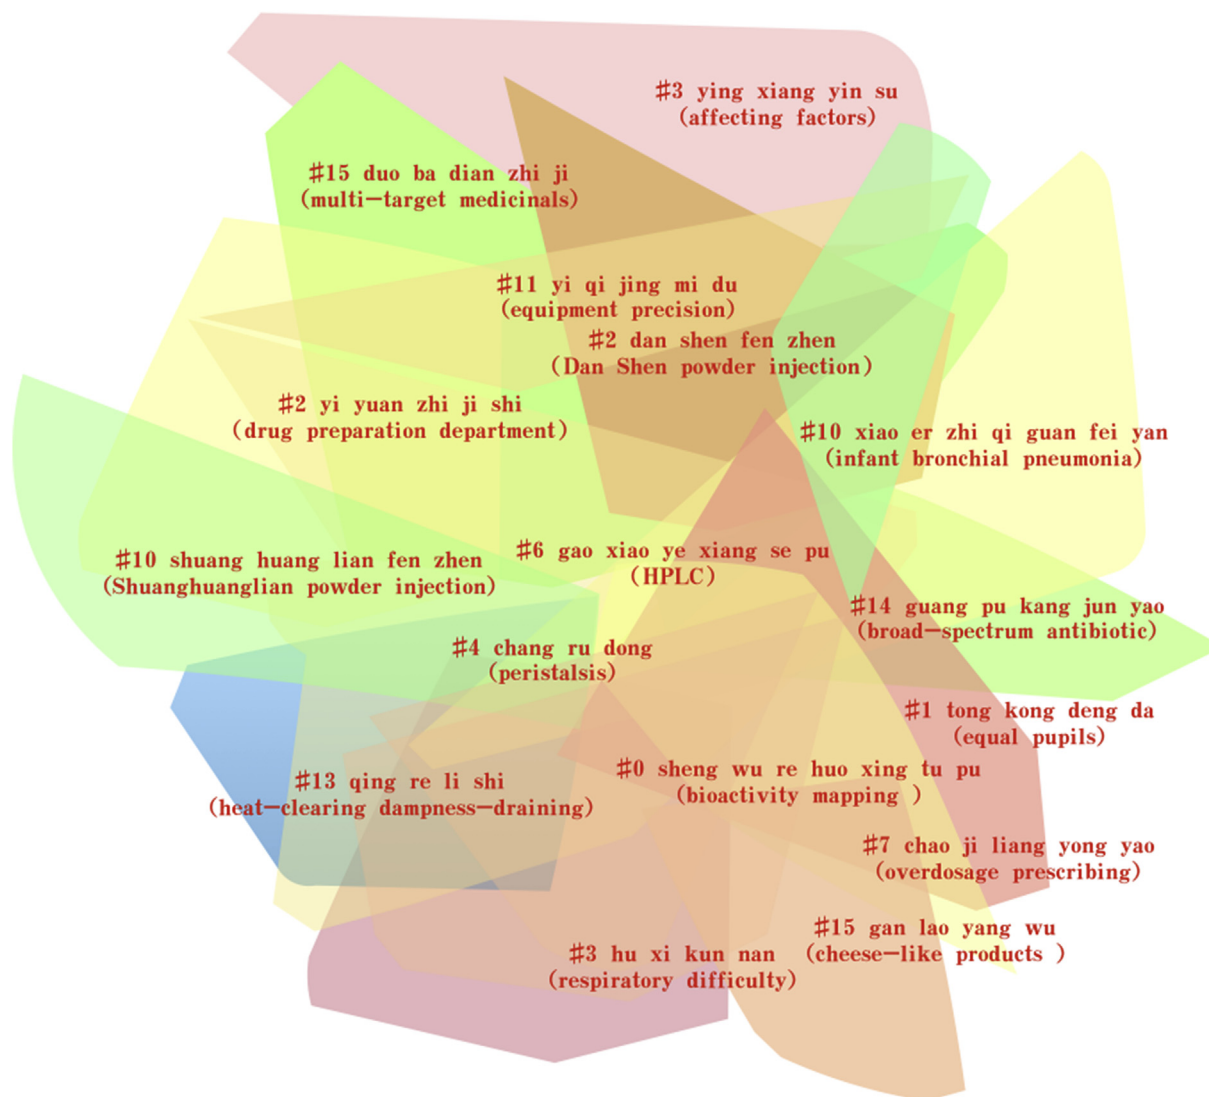 ♯3 ying xiang yin su
(affecting factors)
♯15 duo ba dian zhi ji
(multi—target medicinals)
♯11 yi qi jing mi du
(equipment precision)
♯2 dan shen fen zhen
(Dan Shen powder injection)
♯2 yi yuan zhi ji shi
(drug preparation department)
♯10 xiao er zhi qi guan fei yan
(infant bronchial pneumonia)
♯10 shuang huang lian fen zhen
(Shuanghuanglian powder injection)
♯6 gao xiao ye xiang se pu
(HPLC)
♯14 guang pu kang jun yao
(broad—spectrum antibiotic)
♯4 chang ru dong
(peristalsis)
♯1 tong kong deng da
(equal pupils)
♯0 sheng wu re huo xing tu pu
(bioactivity mapping )
♯13 qing re li shi
(heat—clearing dampness—draining)
♯7 chao ji liang yong yao
(overdosage prescribing)
♯15 gan lao yang wu
(cheese—like products )
♯3 hu xi kun nan
(respiratory difficulty)